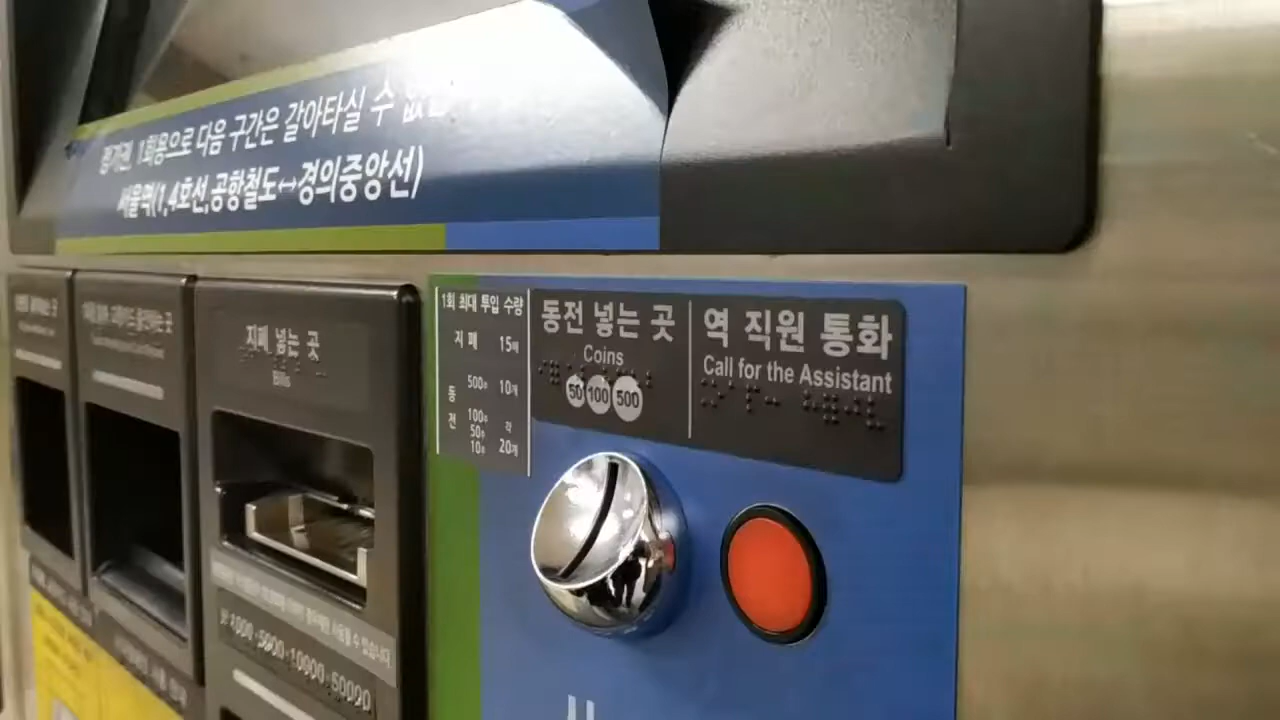 정기권, 1회용으로 다음 구간은 갈아타실 수 없
서울역(1,4호선,공항철도↔경의중앙선)
지폐 넣는 곳
Bills
1회 최대 투입 수량
지 폐 15매
동 전
500원 10개
100원
50원
10원
각 20개
동전 넣는 곳
Coins
50 100 500
역 직원 통화
Call for the Assistant
1000·5000·10000·50000